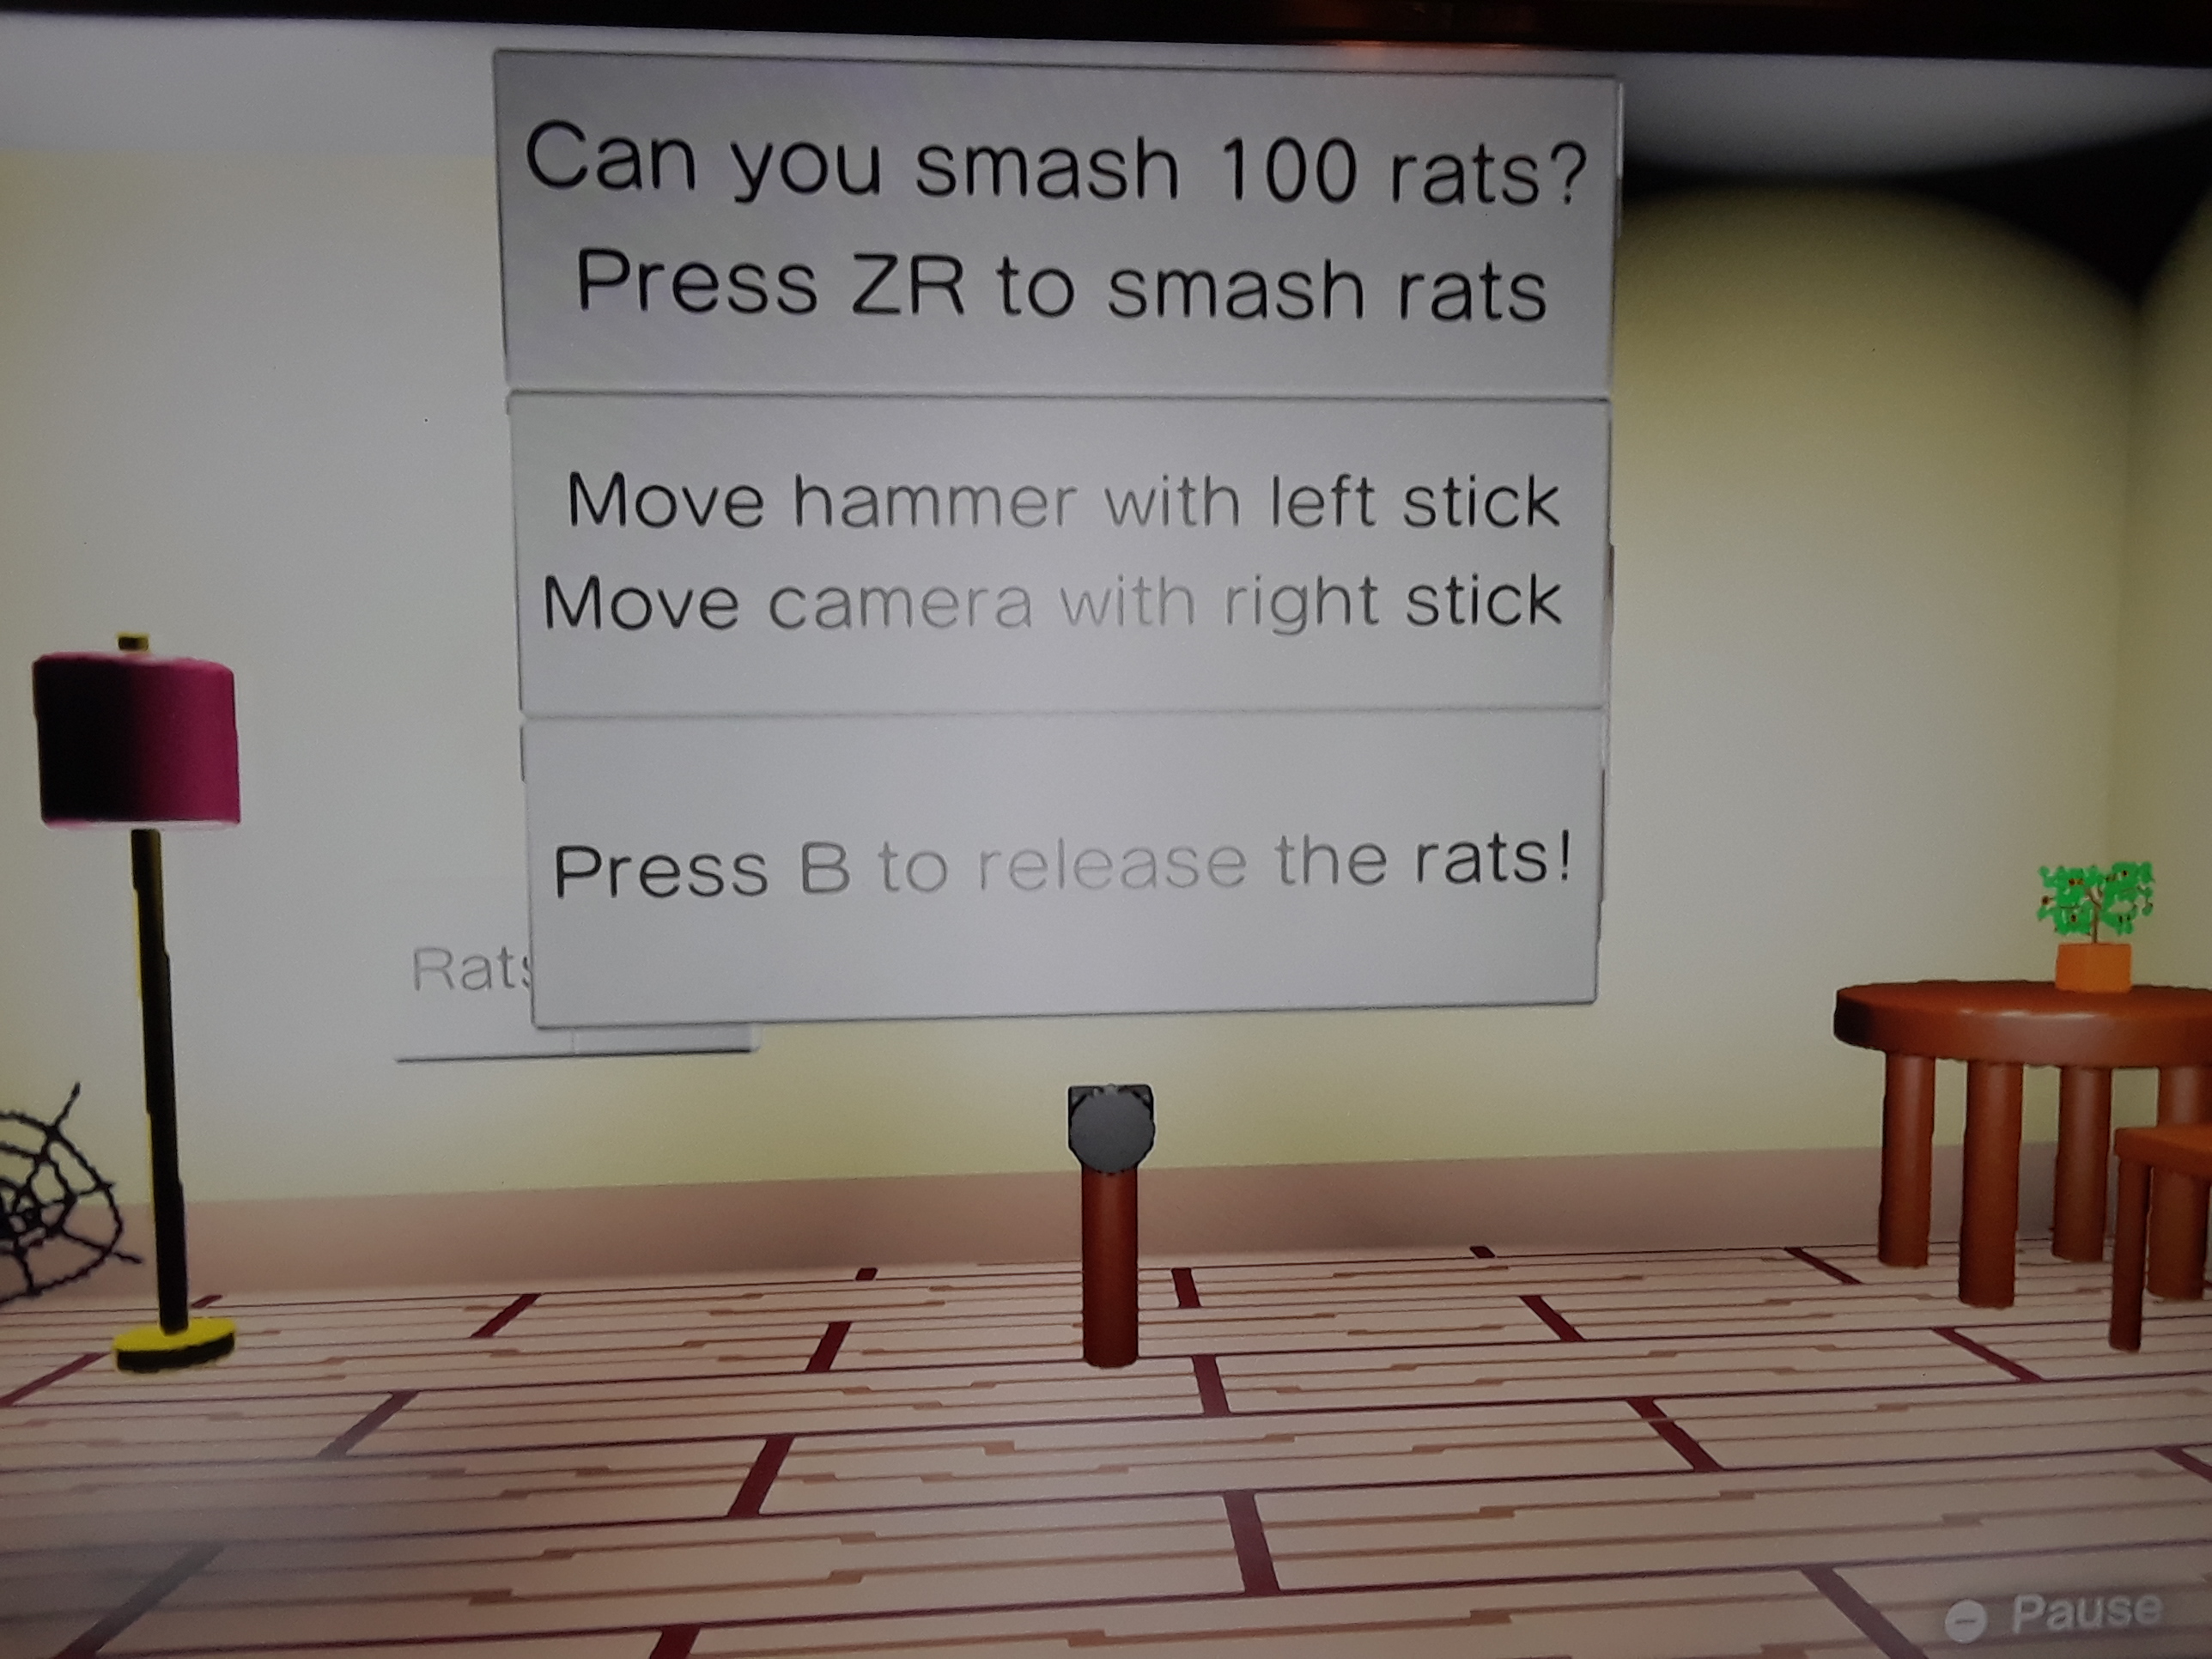 Can you smash 100 rats?
Press ZR to smash rats
Move hammer with left stick
Move camera with right stick
Press B to release the rats!
Rats
Pause